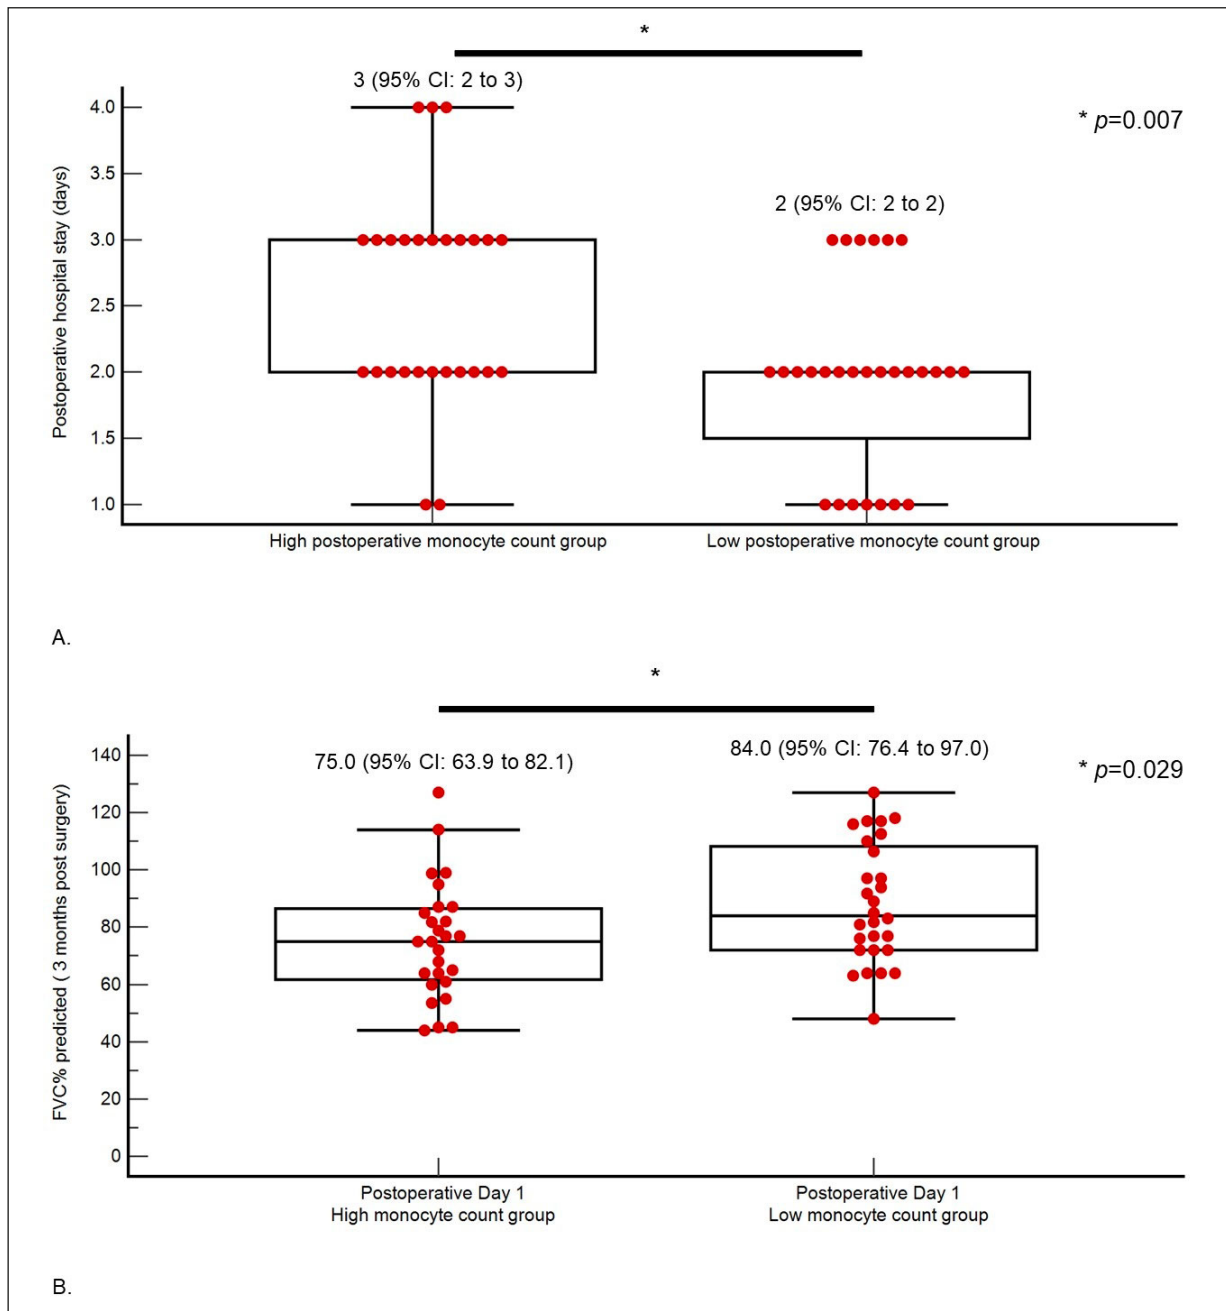 *
3 (95% CI: 2 to 3)
* p=0.007
2 (95% CI: 2 to 2)
Postoperative hospital stay (days)
4.0
3.5
3.0
2.5
2.0
1.5
1.0
High postoperative monocyte count group
Low postoperative monocyte count group
A.
*
75.0 (95% CI: 63.9 to 82.1)
84.0 (95% CI: 76.4 to 97.0)
* p=0.029
FVC% predicted ( 3 months post surgery)
140
120
100
80
60
40
20
0
Postoperative Day 1
High monocyte count group
Postoperative Day 1
Low monocyte count group
B.